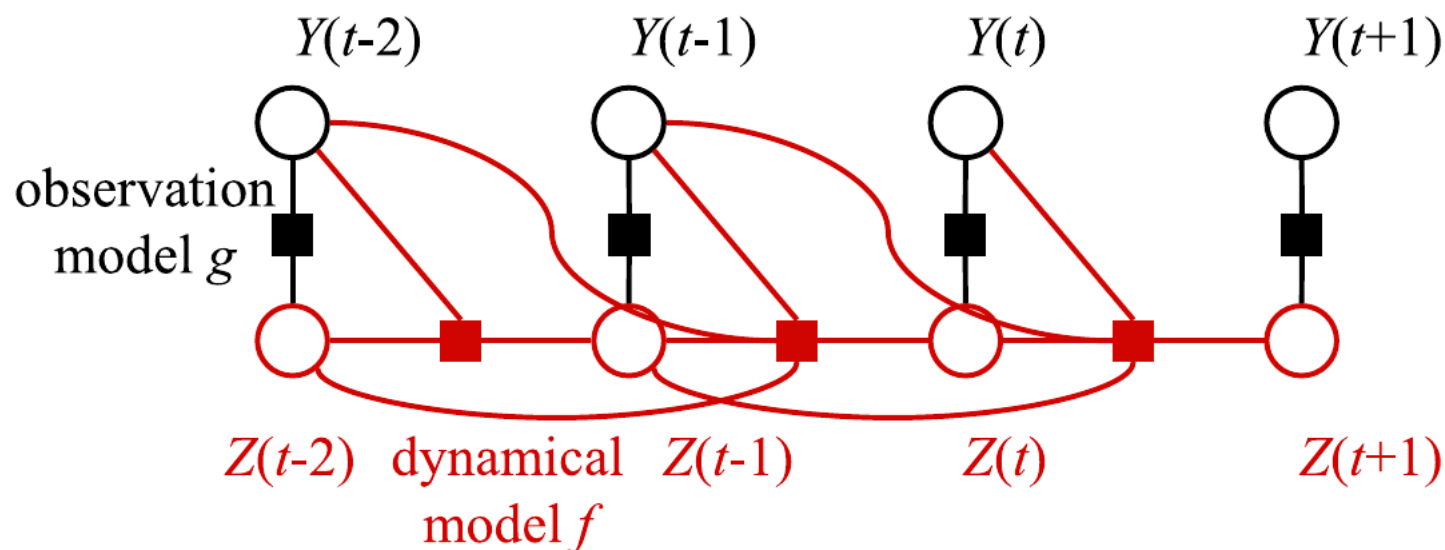 Y(t-2) Y(t-1) Y(t) Y(t+1)
observation
model g
Z(t-2) dynamical Z(t-1) Z(t) Z(t+1)
model f